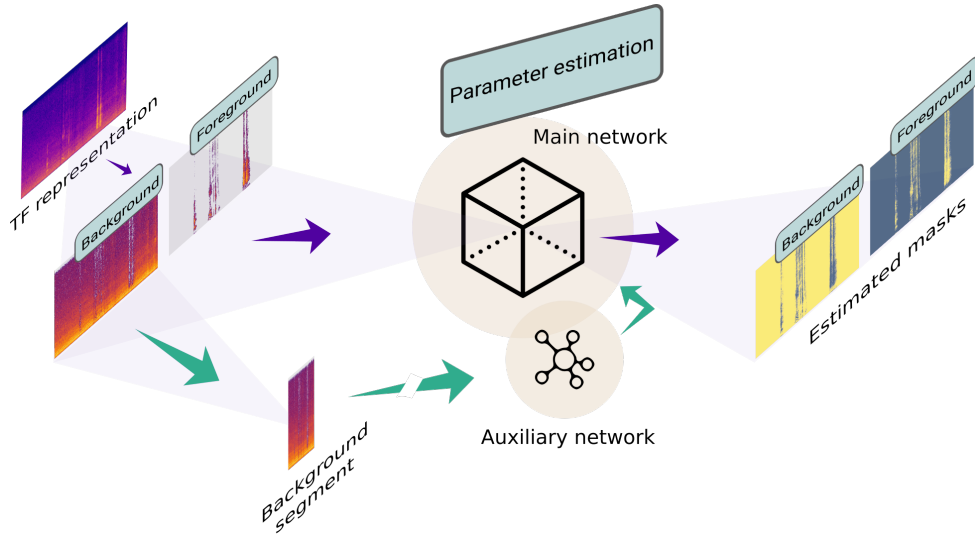 TF representation
Foreground
Background
Parameter estimation
Main network
Auxiliary network
Background
segment
Foreground
Background
Estimated masks